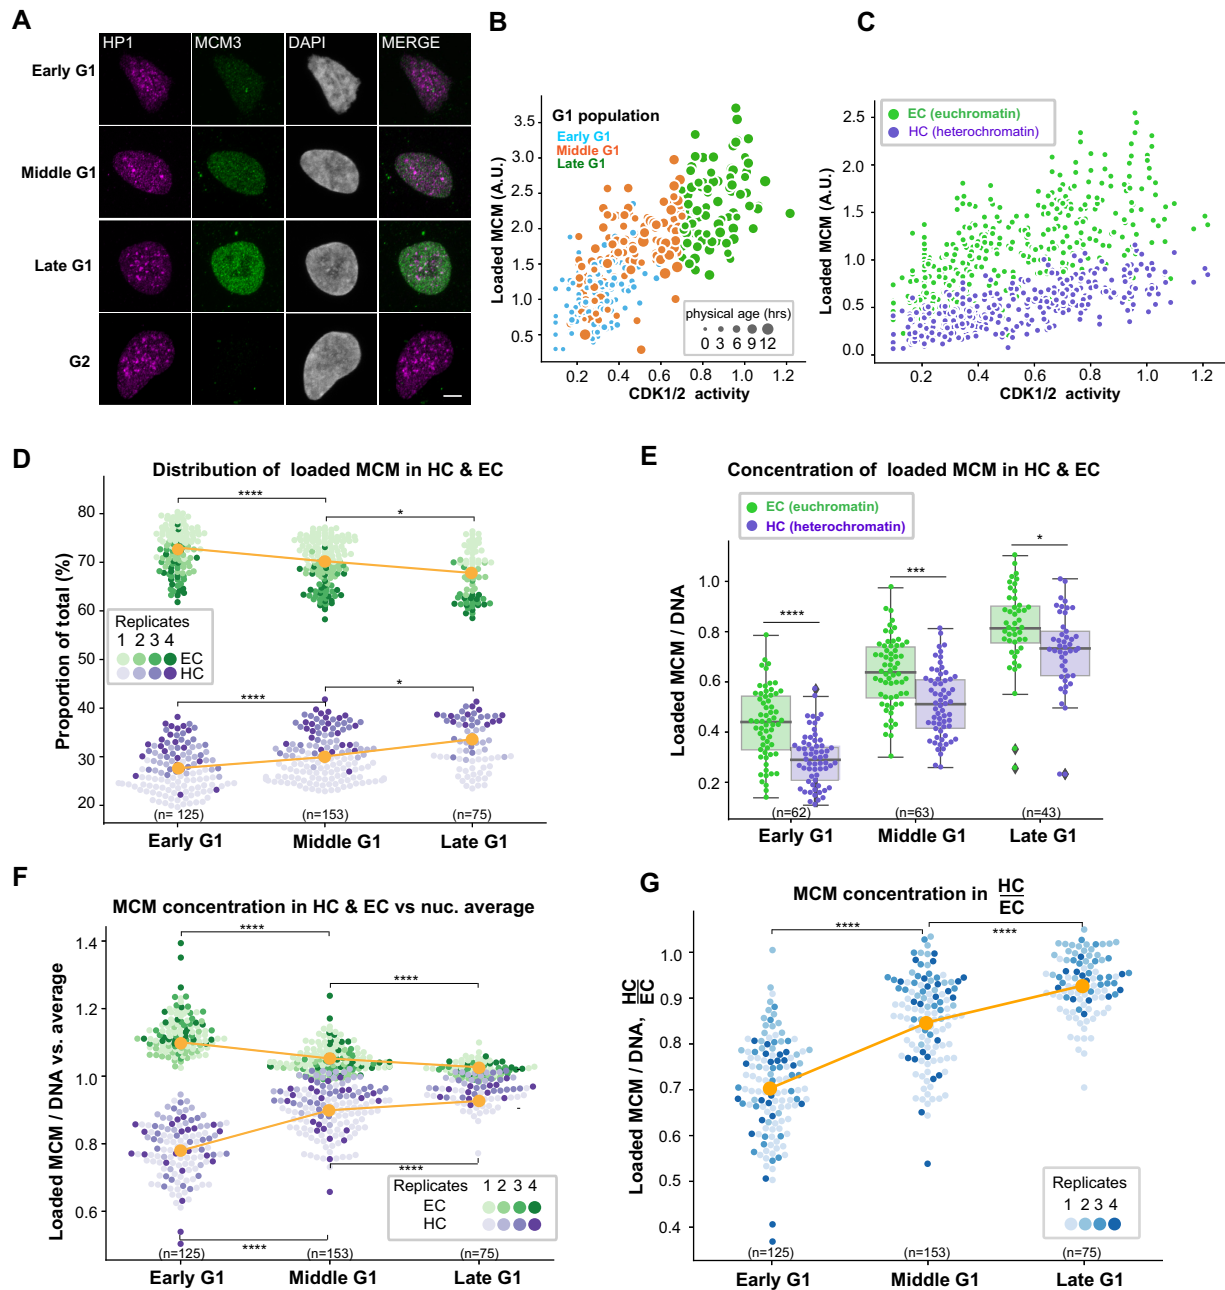 A
HP1 MCM3 DAPI MERGE
Early G1
Middle G1
Late G1
G2
B
G1 population
Early G1
Middle G1
Late G1
Loaded MCM (A.U.)
3.5
3.0
2.5
2.0
1.5
1.0
0.5
physical age (hrs)
0 3 6 9 12
0.2 0.4 0.6 0.8 1.0
CDK1/2 activity
C
EC (euchromatin)
HC (heterochromatin)
Loaded MCM (A.U.)
2.5
2.0
1.5
1.0
0.5
0.0
0.2 0.4 0.6 0.8 1.0 1.2
CDK1/2 activity
D
Distribution of loaded MCM in HC & EC
Proportion of total (%)
80
70
60
50
40
30
20
****
*
Replicates
1 2 3 4
EC
HC
****
*
(n= 125) (n=153) (n=75)
Early G1 Middle G1 Late G1
E
Concentration of loaded MCM in HC & EC
EC (euchromatin)
HC (heterochromatin)
Loaded MCM / DNA
1.0
0.8
0.6
0.4
0.2
****
***
*
(n=62) (n=63) (n=43)
Early G1 Middle G1 Late G1
F
MCM concentration in HC & EC vs nuc. average
Loaded MCM / DNA vs. average
1.4
1.2
1.0
0.8
0.6
****
****
****
****
-
Replicates 1 2 3 4
EC
HC
(n=125) (n=153) (n=75)
Early G1 Middle G1 Late G1
G
MCM concentration in HC
EC
Loaded MCM / DNA, HC
EC
1.0
0.9
0.8
0.7
0.6
0.5
0.4
****
****
Replicates
1 2 3 4
(n=125) (n=153) (n=75)
Early G1 Middle G1 Late G1